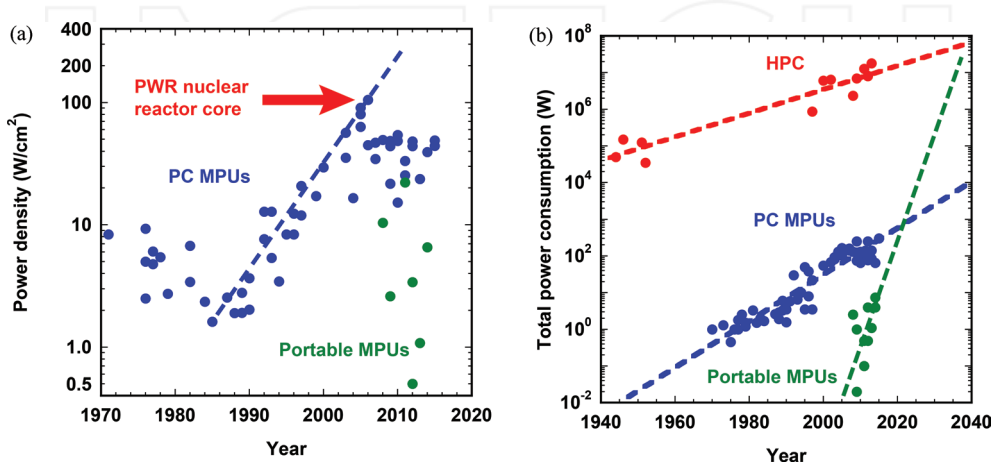 (a)
400
200
100
10
1.0
0.5
Power density (W/cm²)
PWR nuclear
reactor core
PC MPUs
Portable MPUs
1970 1980 1990 2000 2010 2020
Year
(b)
10⁸
10⁶
10⁴
10²
10⁰
10⁻²
Total power consumption (W)
HPC
PC MPUs
Portable MPUs
1940 1960 1980 2000 2020 2040
Year